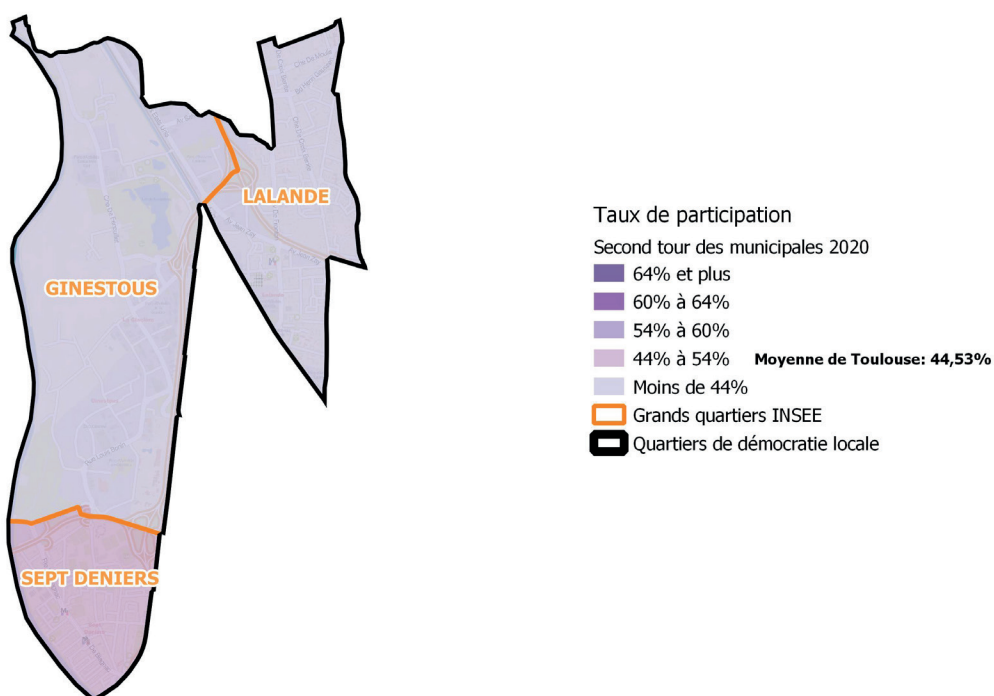 LALANDE
GINESTOUS
SEPT DENIERS
Taux de participation
Second tour des municipales 2020
64% et plus
60% à 64%
54% à 60%
44% à 54% Moyenne de Toulouse: 44,53%
Moins de 44%
Grands quartiers INSEE
Quartiers de démocratie locale